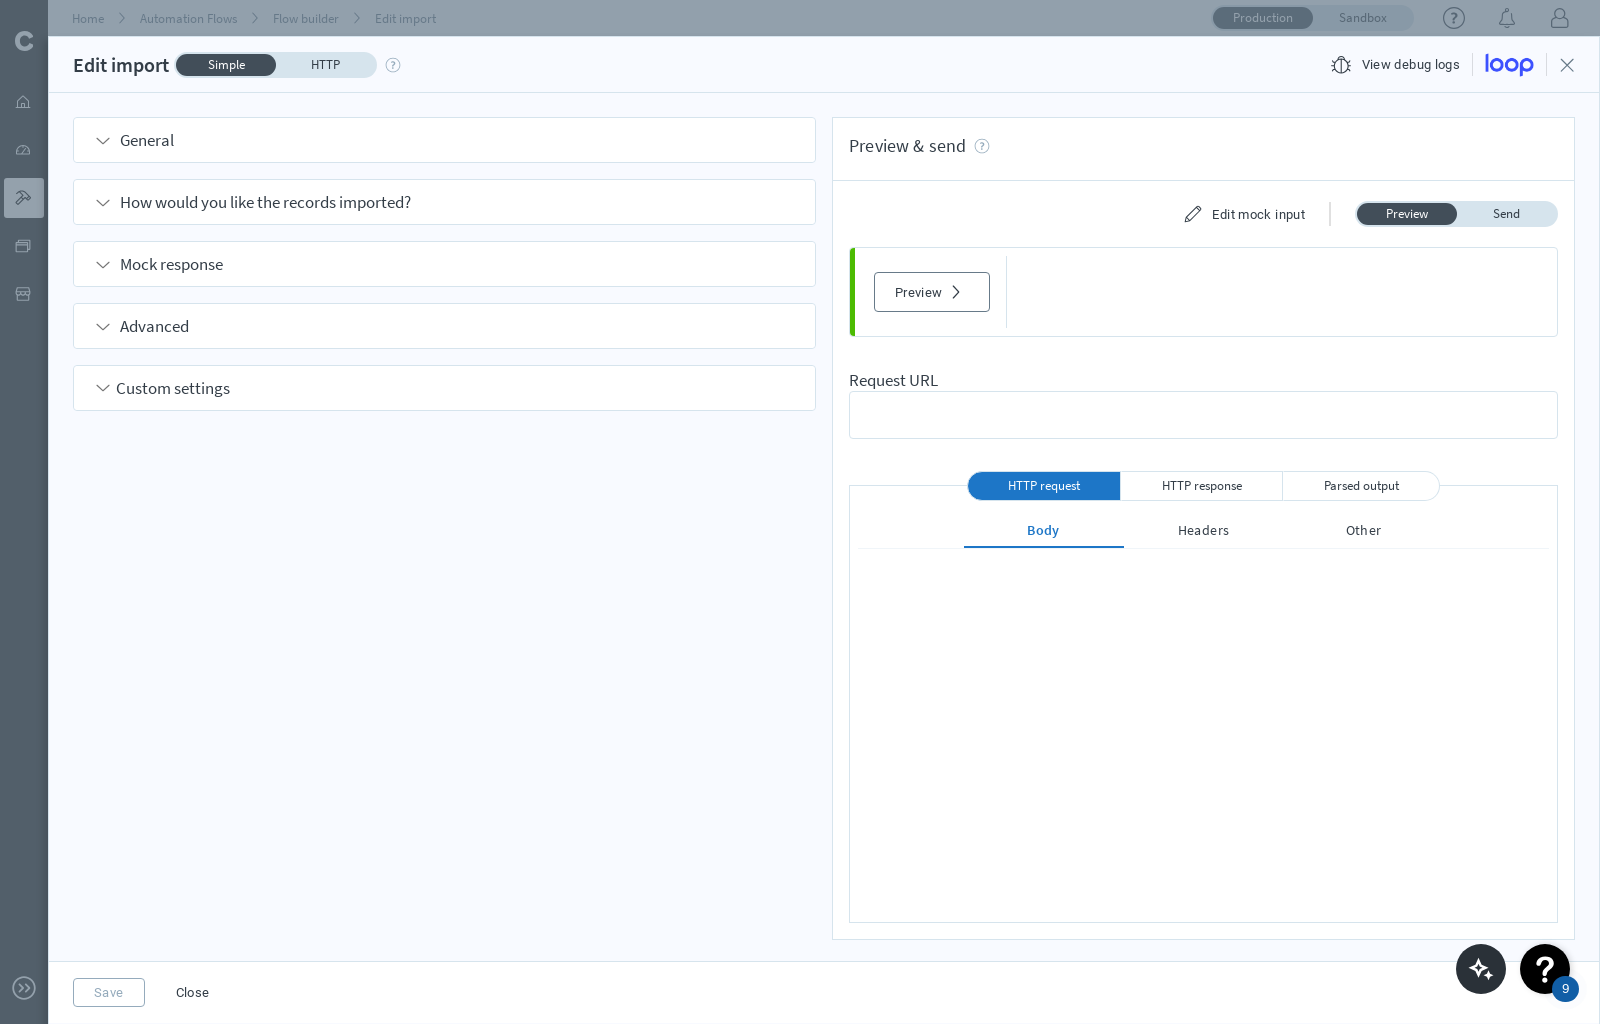 Home
Automation Flows
Flow builder
Edit import
Production
Sandbox
Edit import
Simple
HTTP
View debug logs
loop
General
How would you like the records imported?
Mock response
Advanced
Custom settings
Preview & send
Edit mock input
Preview
Send
Preview
Request URL
HTTP request
HTTP response
Parsed output
Body
Headers
Other
Save
Close
9